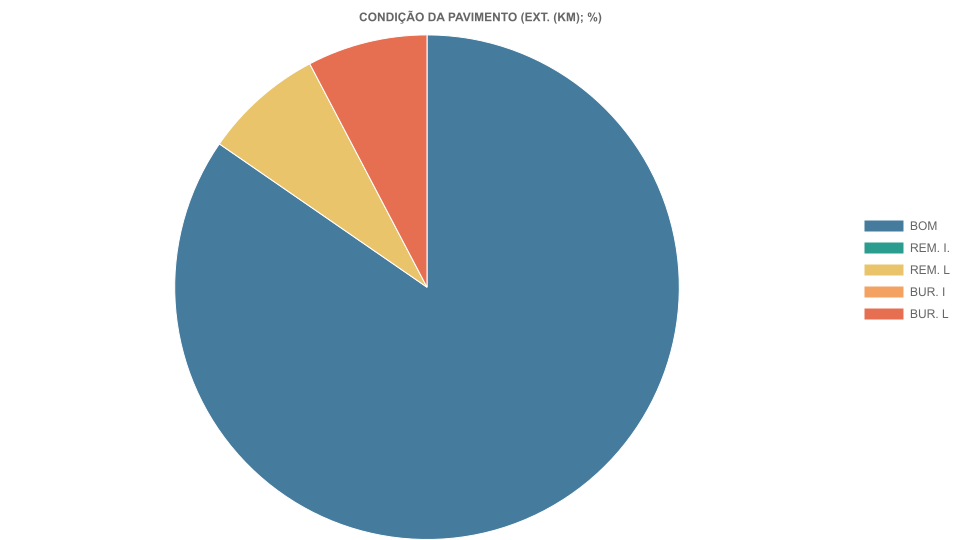 CONDIÇÃO DA PAVIMENTO (EXT. (KM); %)
BOM
REM. I.
REM. L
BUR. I
BUR. L